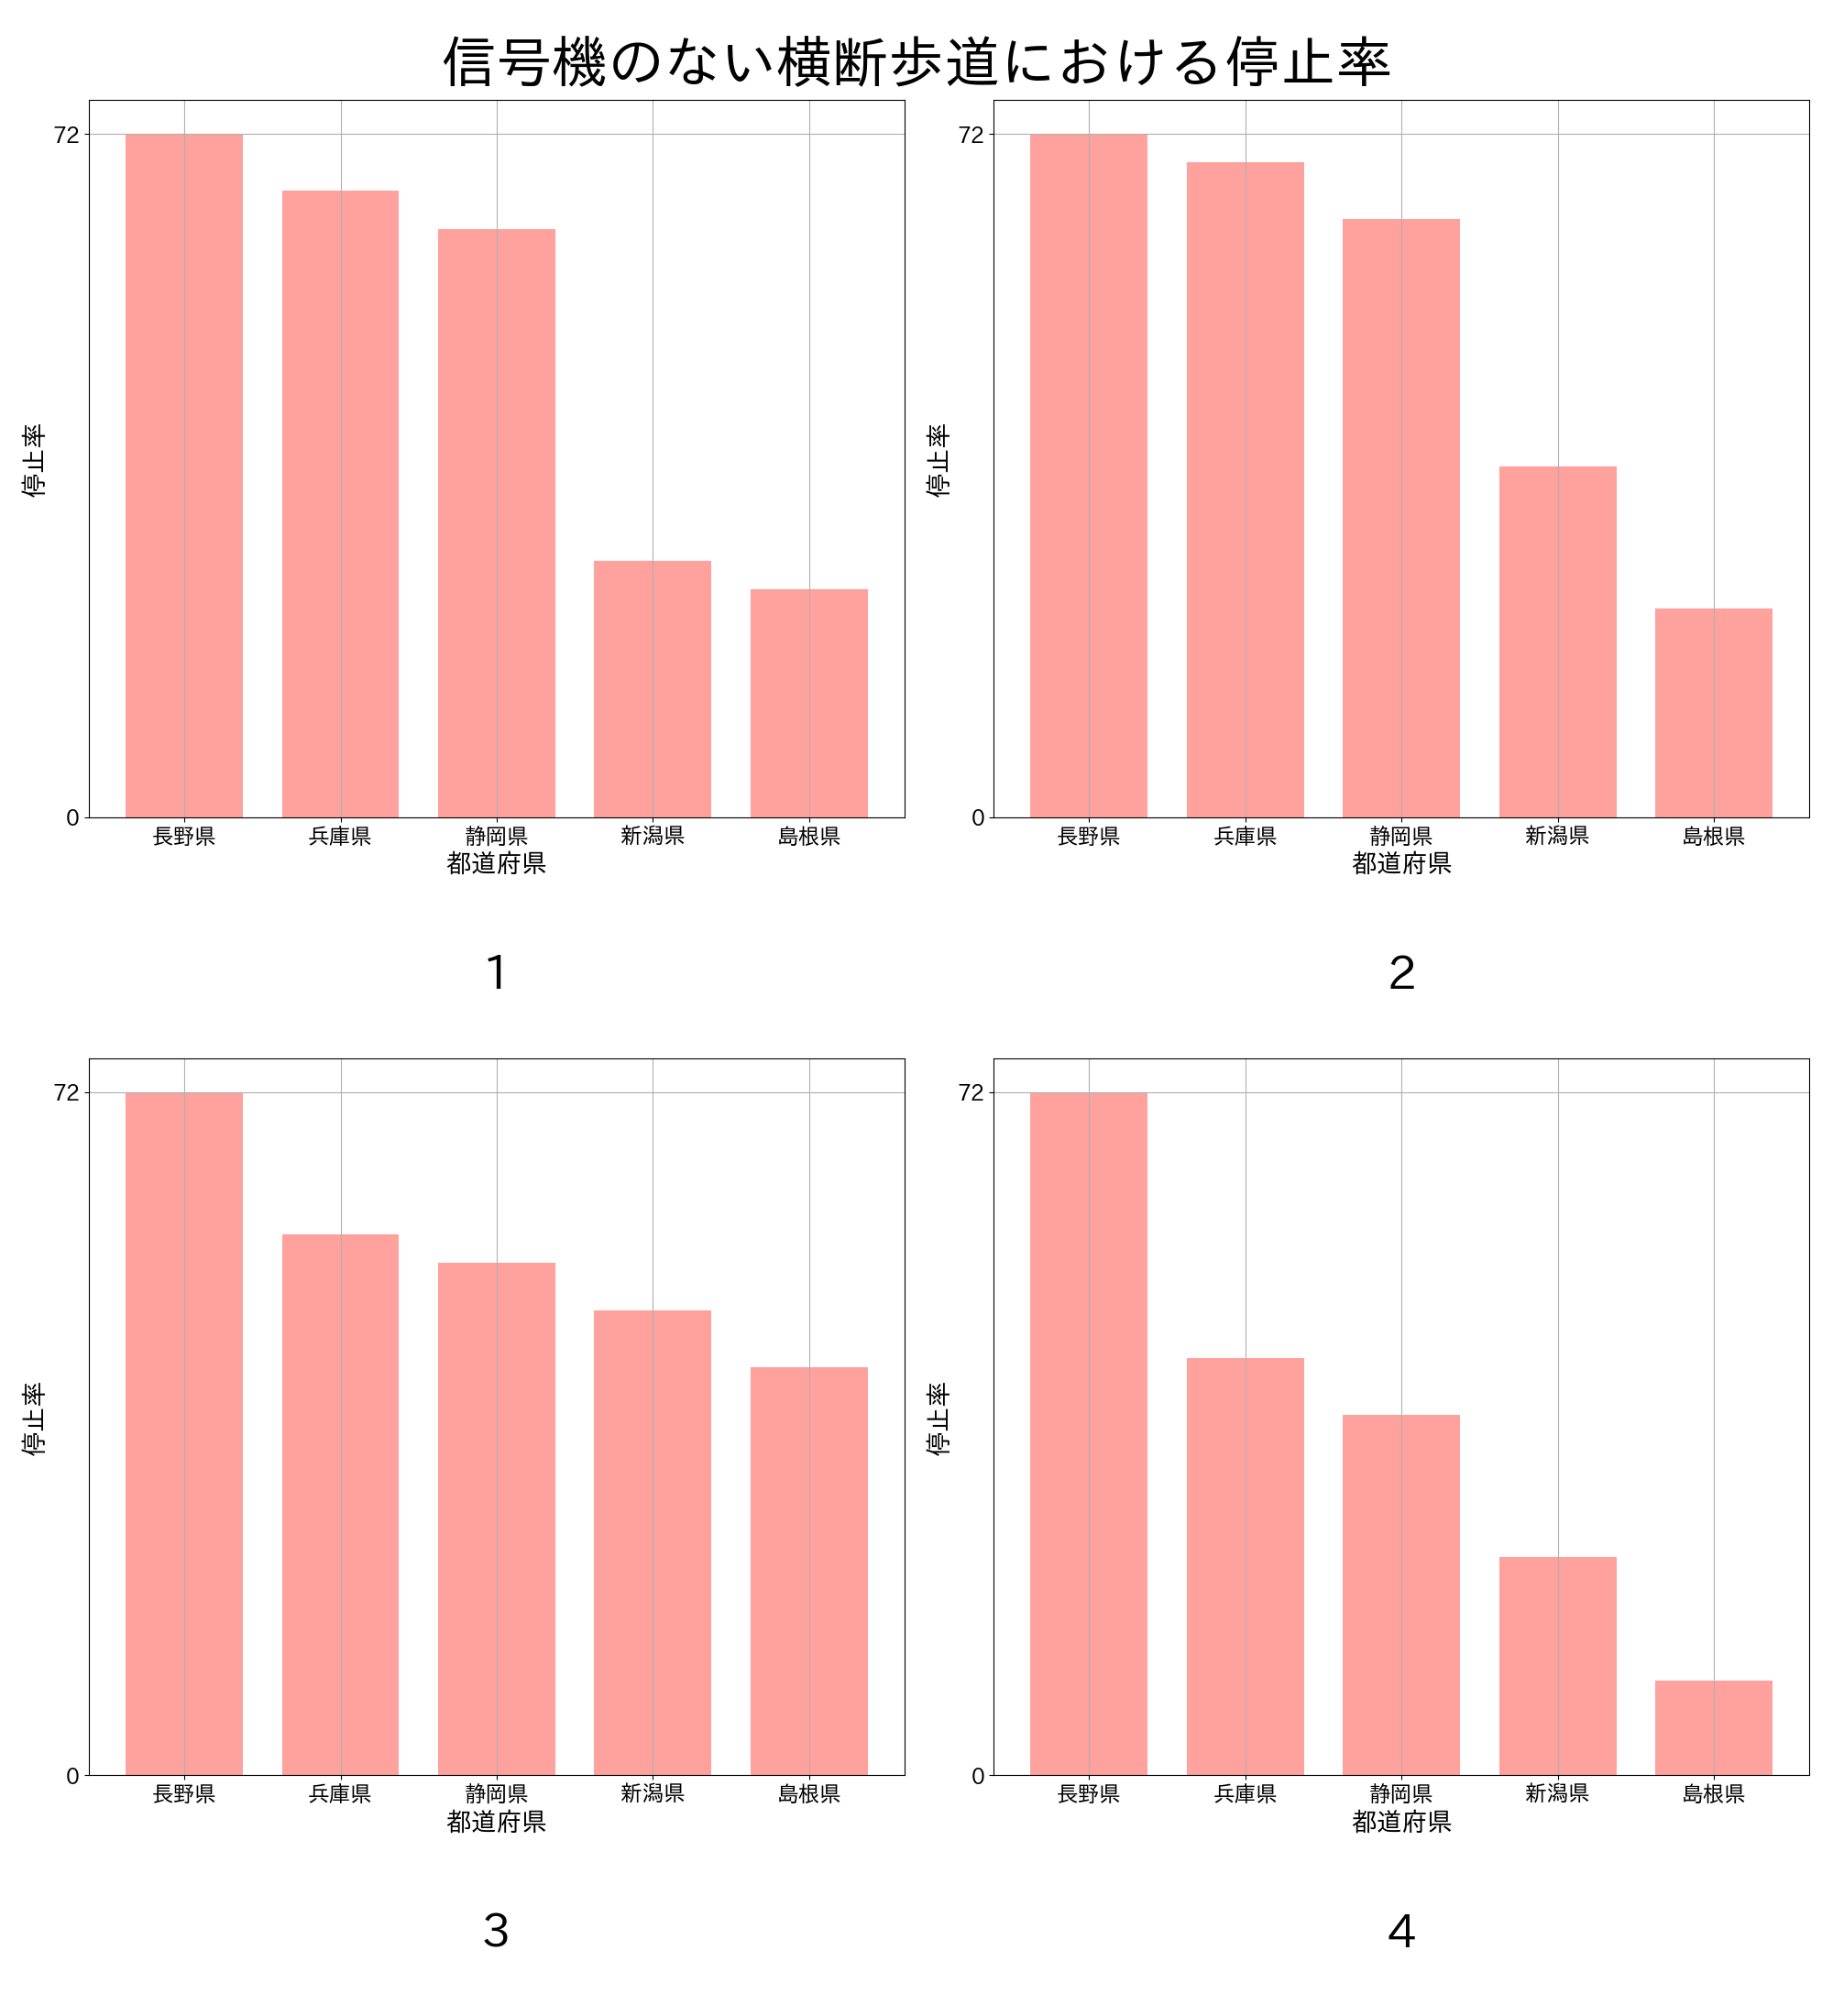 信号機のない横断歩道における停止率
72
停止率
0
長野県 兵庫県 静岡県 新潟県 島根県
都道府県
1
72
停止率
0
長野県 兵庫県 静岡県 新潟県 島根県
都道府県
2
72
停止率
0
長野県 兵庫県 静岡県 新潟県 島根県
都道府県
3
72
停止率
0
長野県 兵庫県 静岡県 新潟県 島根県
都道府県
4